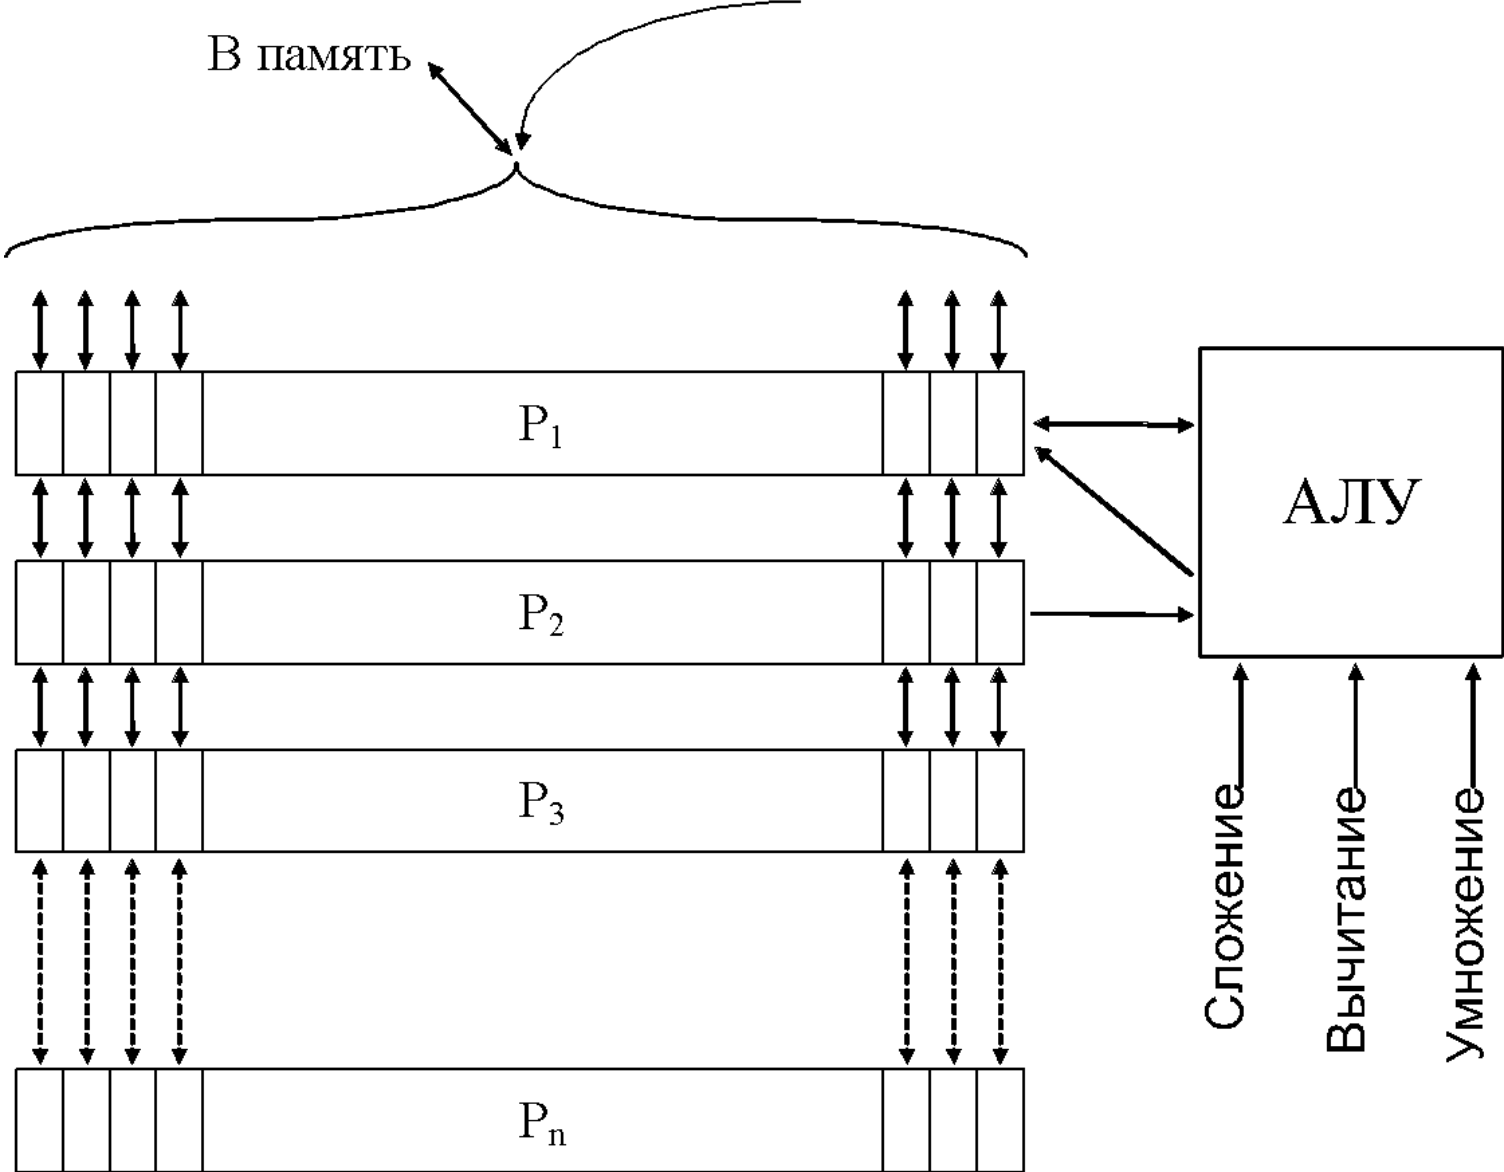 В память
P₁
АЛУ
P₂
P₃
Pₙ
Сложение
Вычитание
Умножение